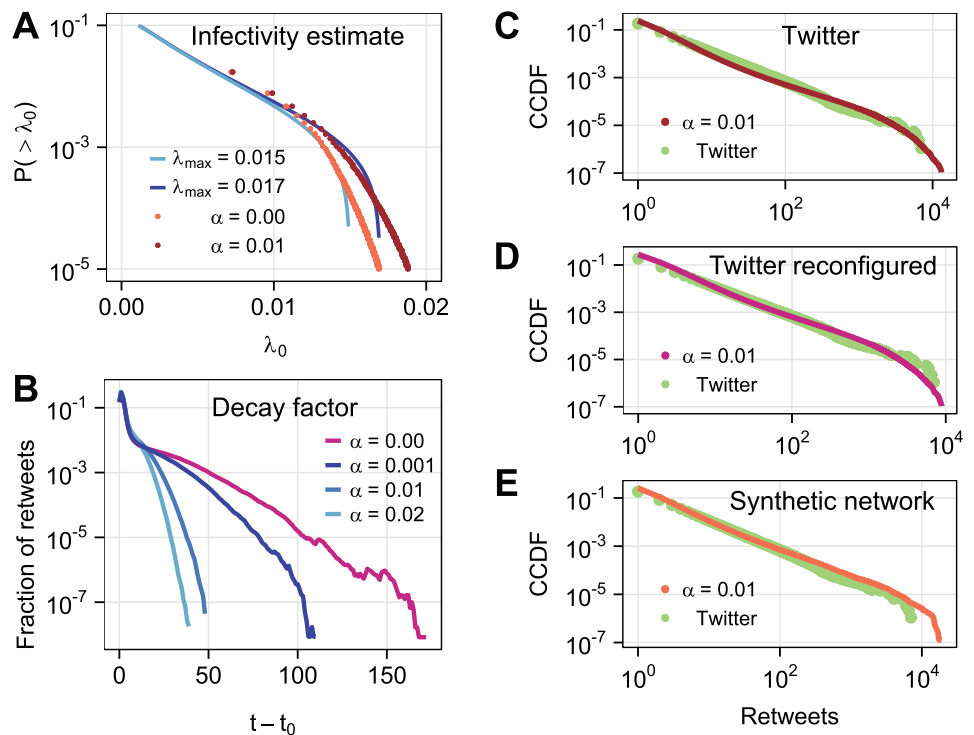 A
Infectivity estimate
P( > λ0)
10^-1
10^-3
10^-5
λmax = 0.015
λmax = 0.017
α = 0.00
α = 0.01
0.00
0.01
0.02
λ0
B
Decay factor
Fraction of retweets
10^-1
10^-3
10^-5
10^-7
α = 0.00
α = 0.001
α = 0.01
α = 0.02
0
50
100
150
t – t0
C
Twitter
CCDF
10^-1
10^-3
10^-5
10^-7
α = 0.01
Twitter
10^0
10^2
10^4
D
Twitter reconfigured
CCDF
10^-1
10^-3
10^-5
10^-7
α = 0.01
Twitter
10^0
10^2
10^4
E
Synthetic network
CCDF
10^-1
10^-3
10^-5
10^-7
α = 0.01
Twitter
10^0
10^2
10^4
Retweets